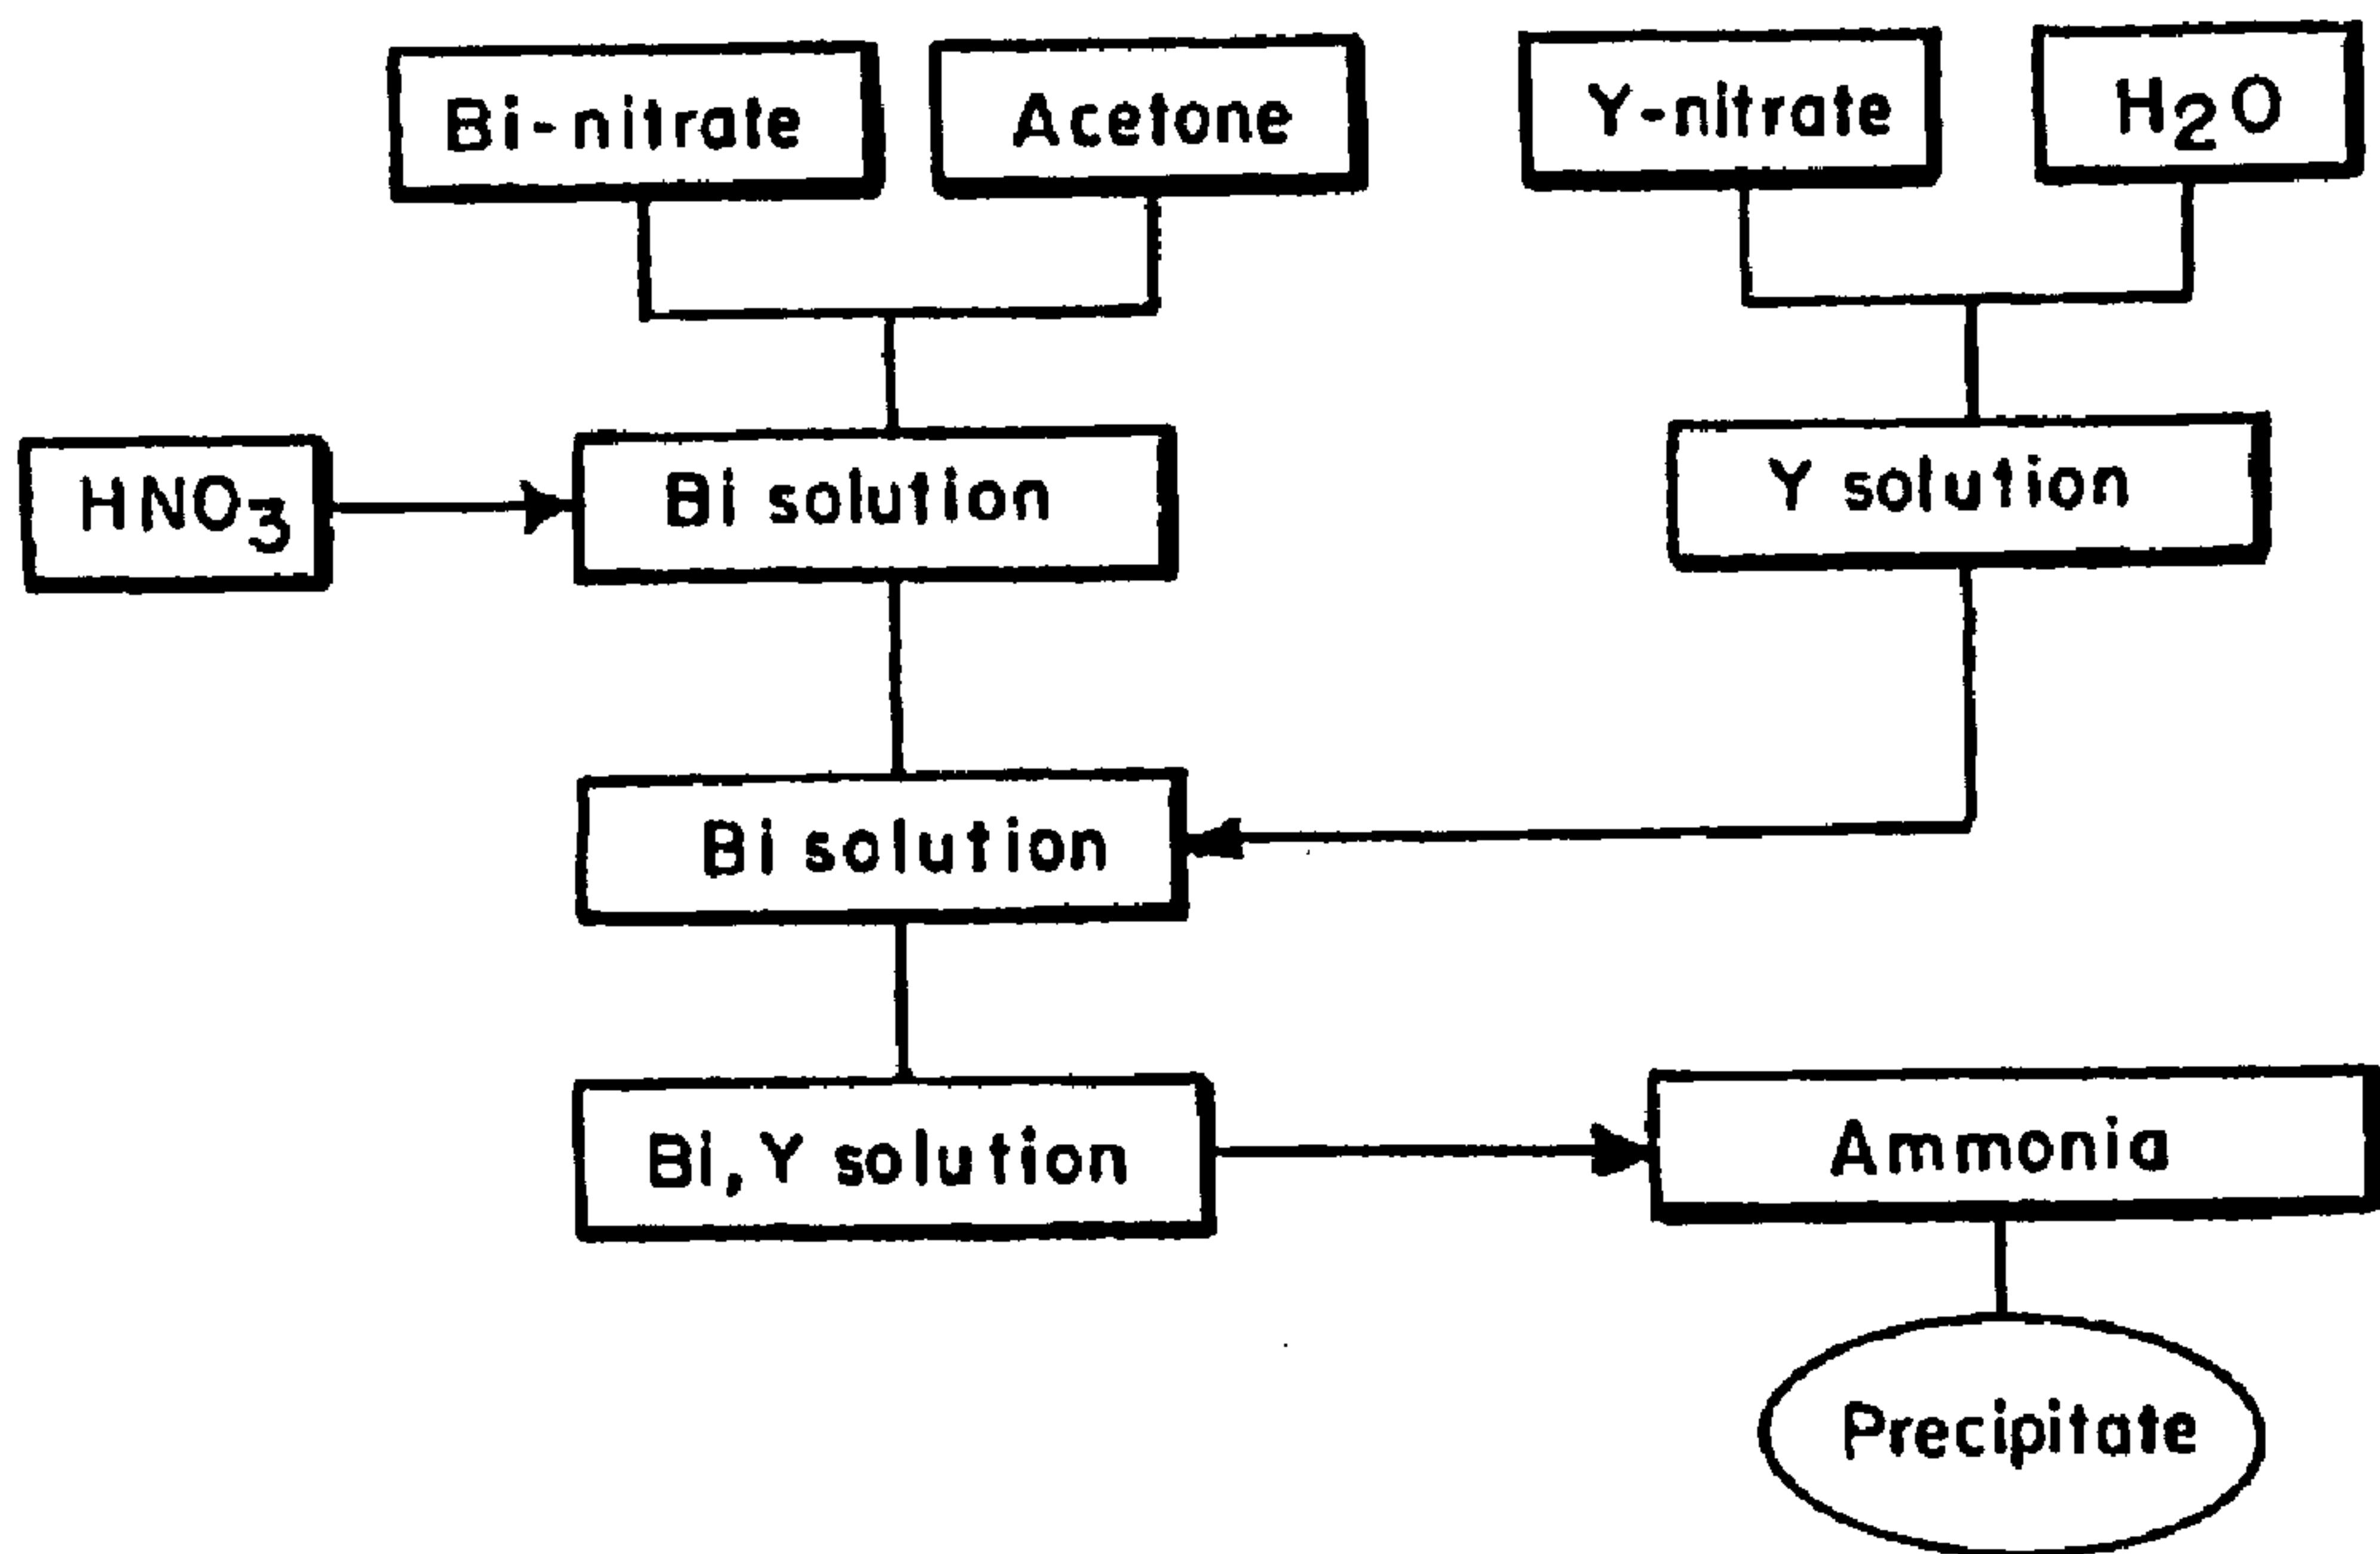 Bi-nitrate
Acetone
Y-nitrate
H2O
HNO3
Bi solution
Y solution
Bi solution
Bi,Y solution
Ammonia
Precipitate